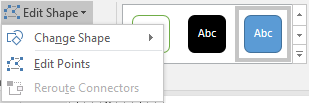 Edit Shape
Abc Abc
Change Shape
Edit Points
Reroute Connectors